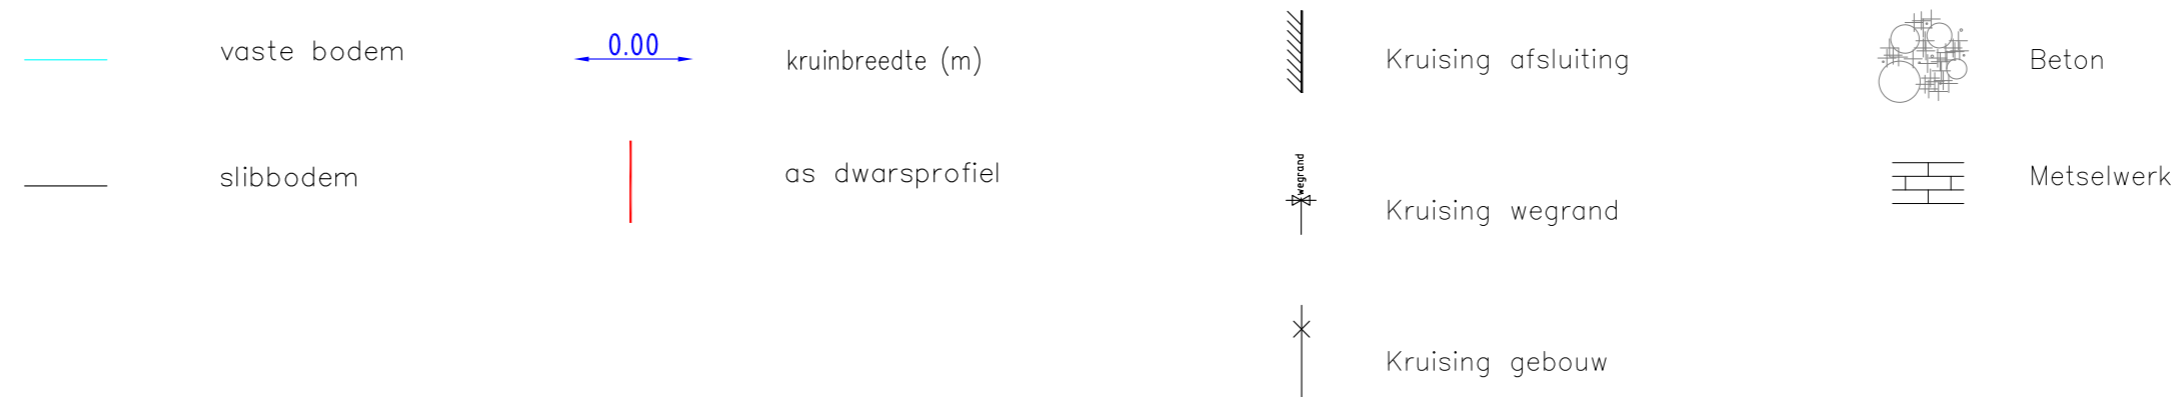 vaste bodem
slibbodem
0.00
kruinbreedte (m)
as dwarsprofiel
Kruising afsluiting
wegrand
Kruising wegrand
Kruising gebouw
Beton
Metselwerk